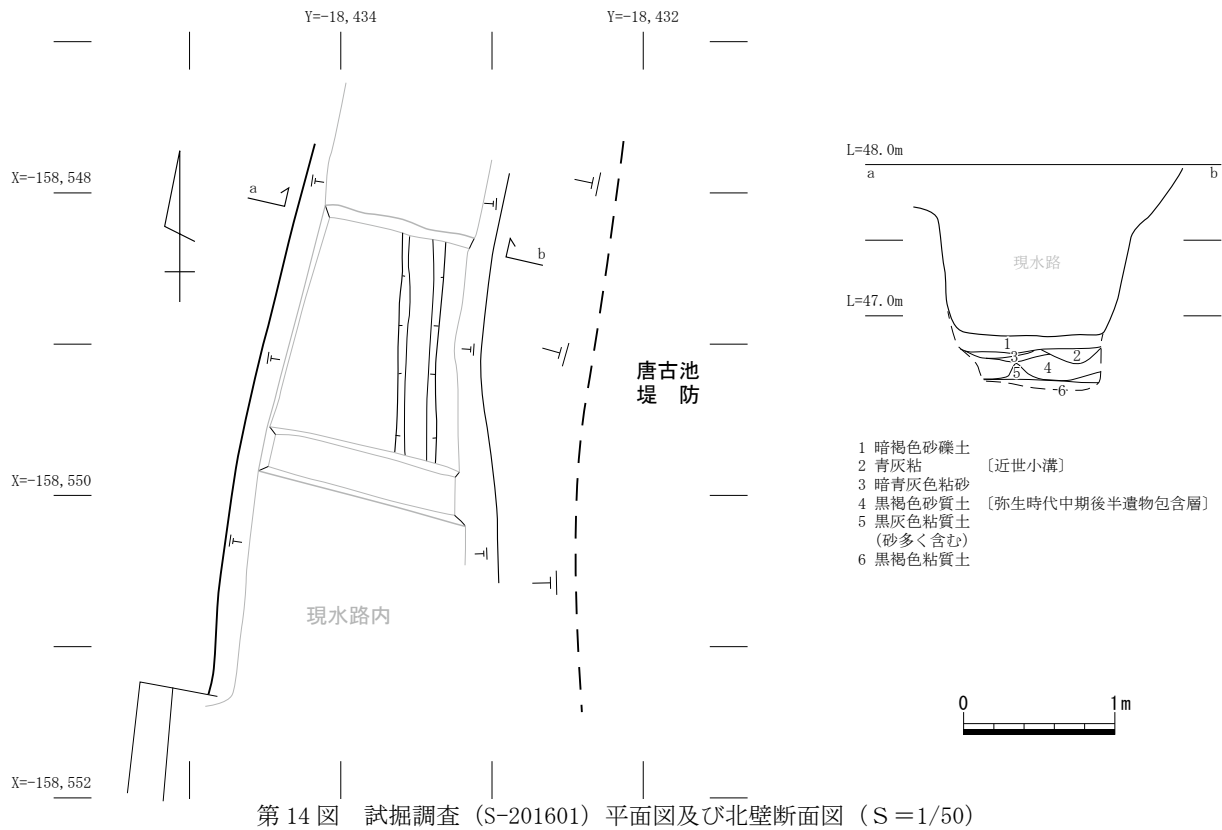 Y=-18,434
Y=-18,432
X=-158,548
a
b
唐古池
堤 防
X=-158,550
現水路内
X=-158,552
L=48.0m
a
b
現水路
L=47.0m
1
3
2
5
4
6
1 暗褐色砂礫土
2 青灰粘 〔近世小溝〕
3 暗青灰色粘砂
4 黒褐色砂質土 〔弥生時代中期後半遺物包含層〕
5 黒灰色粘質土
(砂多く含む)
6 黒褐色粘質土
0 1m
第 14 図 試掘調査(S-201601)平面図及び北壁断面図(S=1/50)